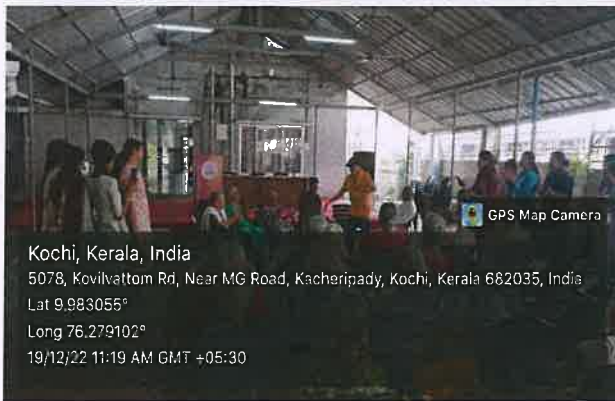 GPS Map Camera
Kochi, Kerala, India
5078, Kovilvattom Rd, Near MG Road, Kacheripady, Kochi, Kerala 682035, India
Lat 9.983055°
Long 76.279102°
19/12/22 11:19 AM GMT +05:30